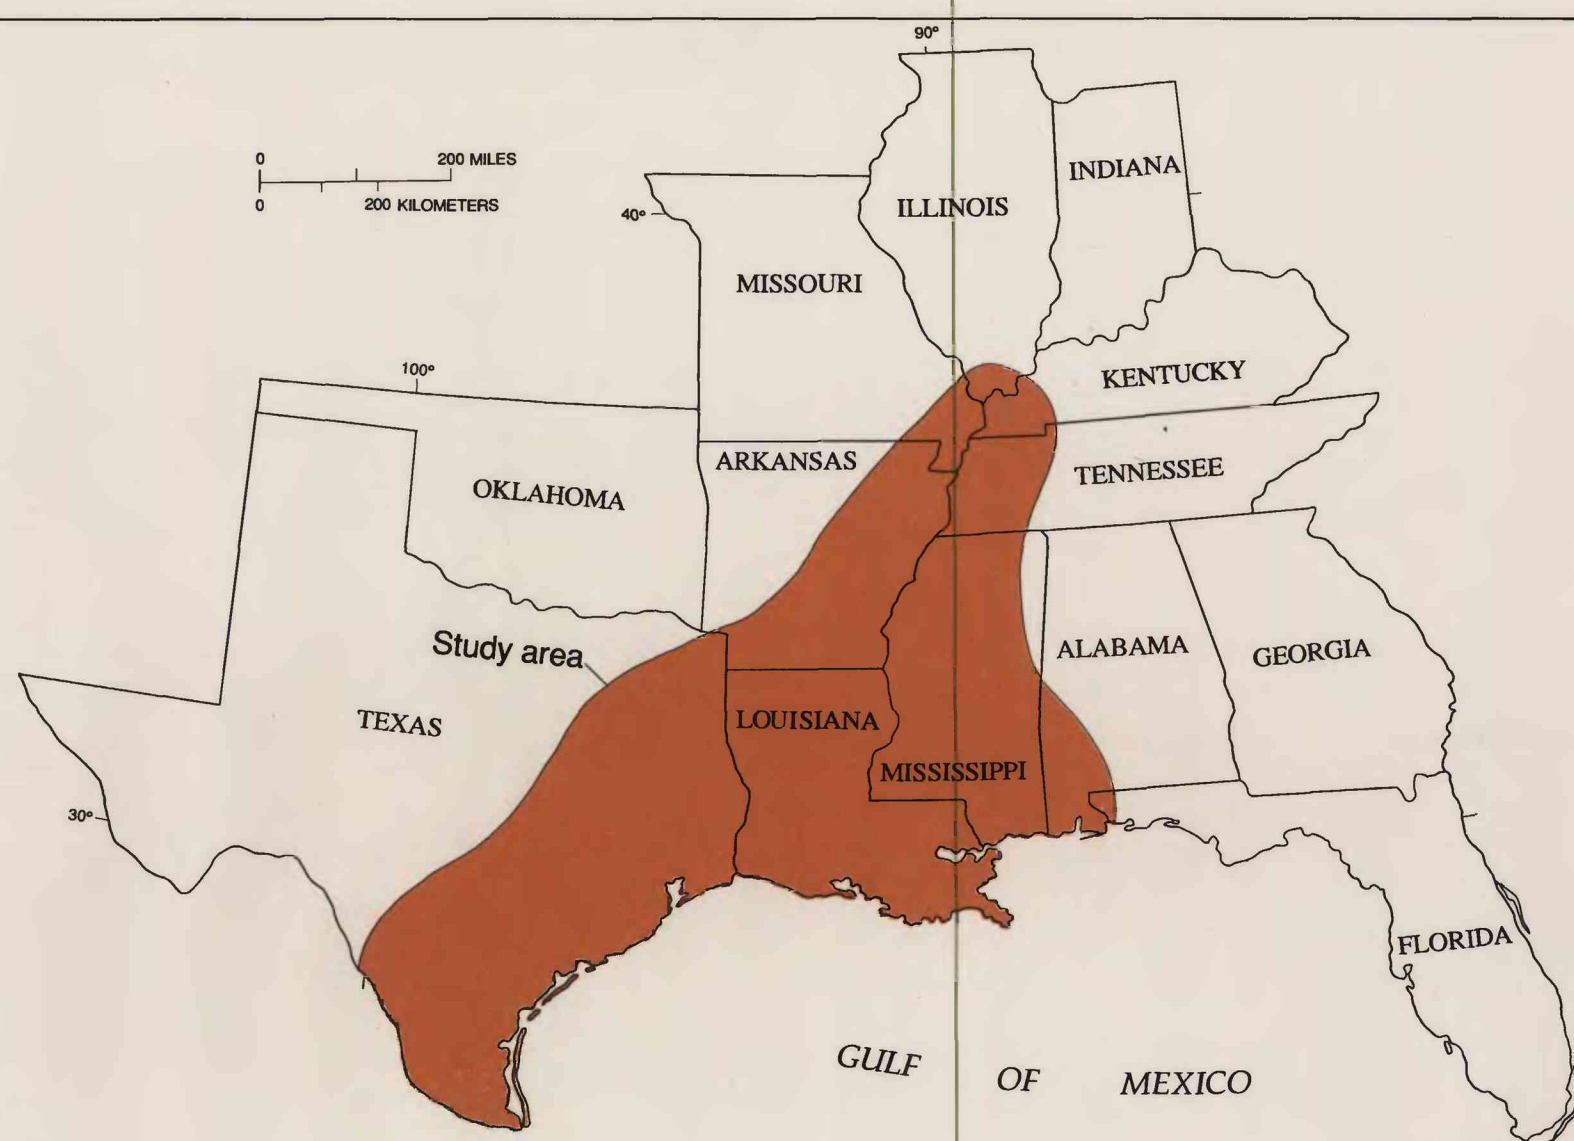 90°
0 200 MILES
0 200 KILOMETERS
INDIANA
ILLINOIS
40°
MISSOURI
100°
KENTUCKY
ARKANSAS
TENNESSEE
OKLAHOMA
Study area
ALABAMA
GEORGIA
TEXAS
LOUISIANA
MISSISSIPPI
30°
FLORIDA
GULF OF MEXICO